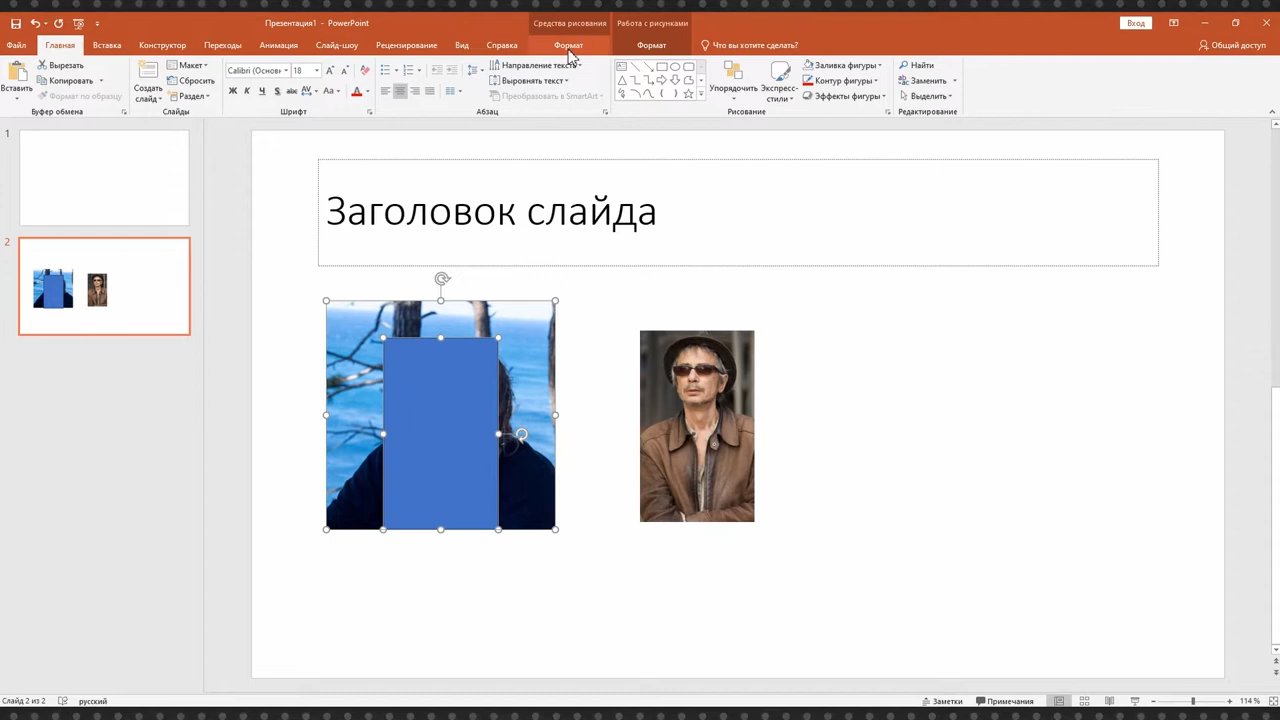 Презентация1 - PowerPoint
Средства рисования
Работа с рисунками
Вход
Файл Главная Вставка Конструктор Переходы Анимация Слайд-шоу Рецензирование Вид Справка Формат Формат Что вы хотите сделать? Общий доступ
Вставить
Вырезать
Копировать
Формат по образцу
Буфер обмена
Создать слайд
Макет
Сбросить
Раздел
Слайды
Calibri (Основ 18
Ж К Ч abc AV Aa А
Шрифт
Направление текста
Выровнять текст
Преобразовать в SmartArt
Абзац
Упорядочить
Экспресс-стили
Заливка фигуры
Контур фигуры
Эффекты фигуры
Рисование
Найти
Заменить
Выделить
Редактирование
1
2
Заголовок слайда
Слайд 2 из 2 русский Заметки Примечания 114 %